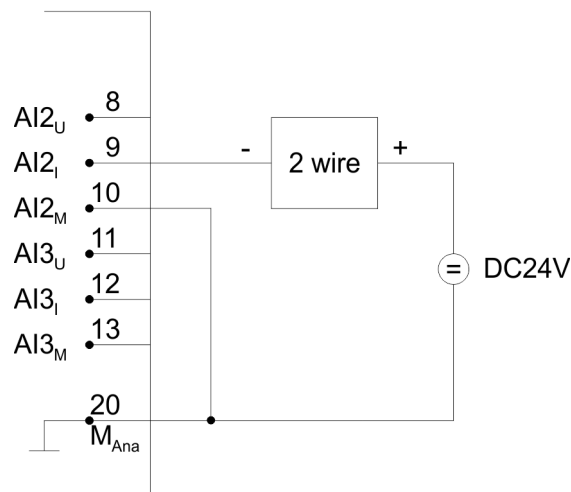 AI2U 8
AI2I 9 - 2 wire +
AI2M 10
AI3U 11
DC24V
AI3I 12
AI3M 13
20
MAna